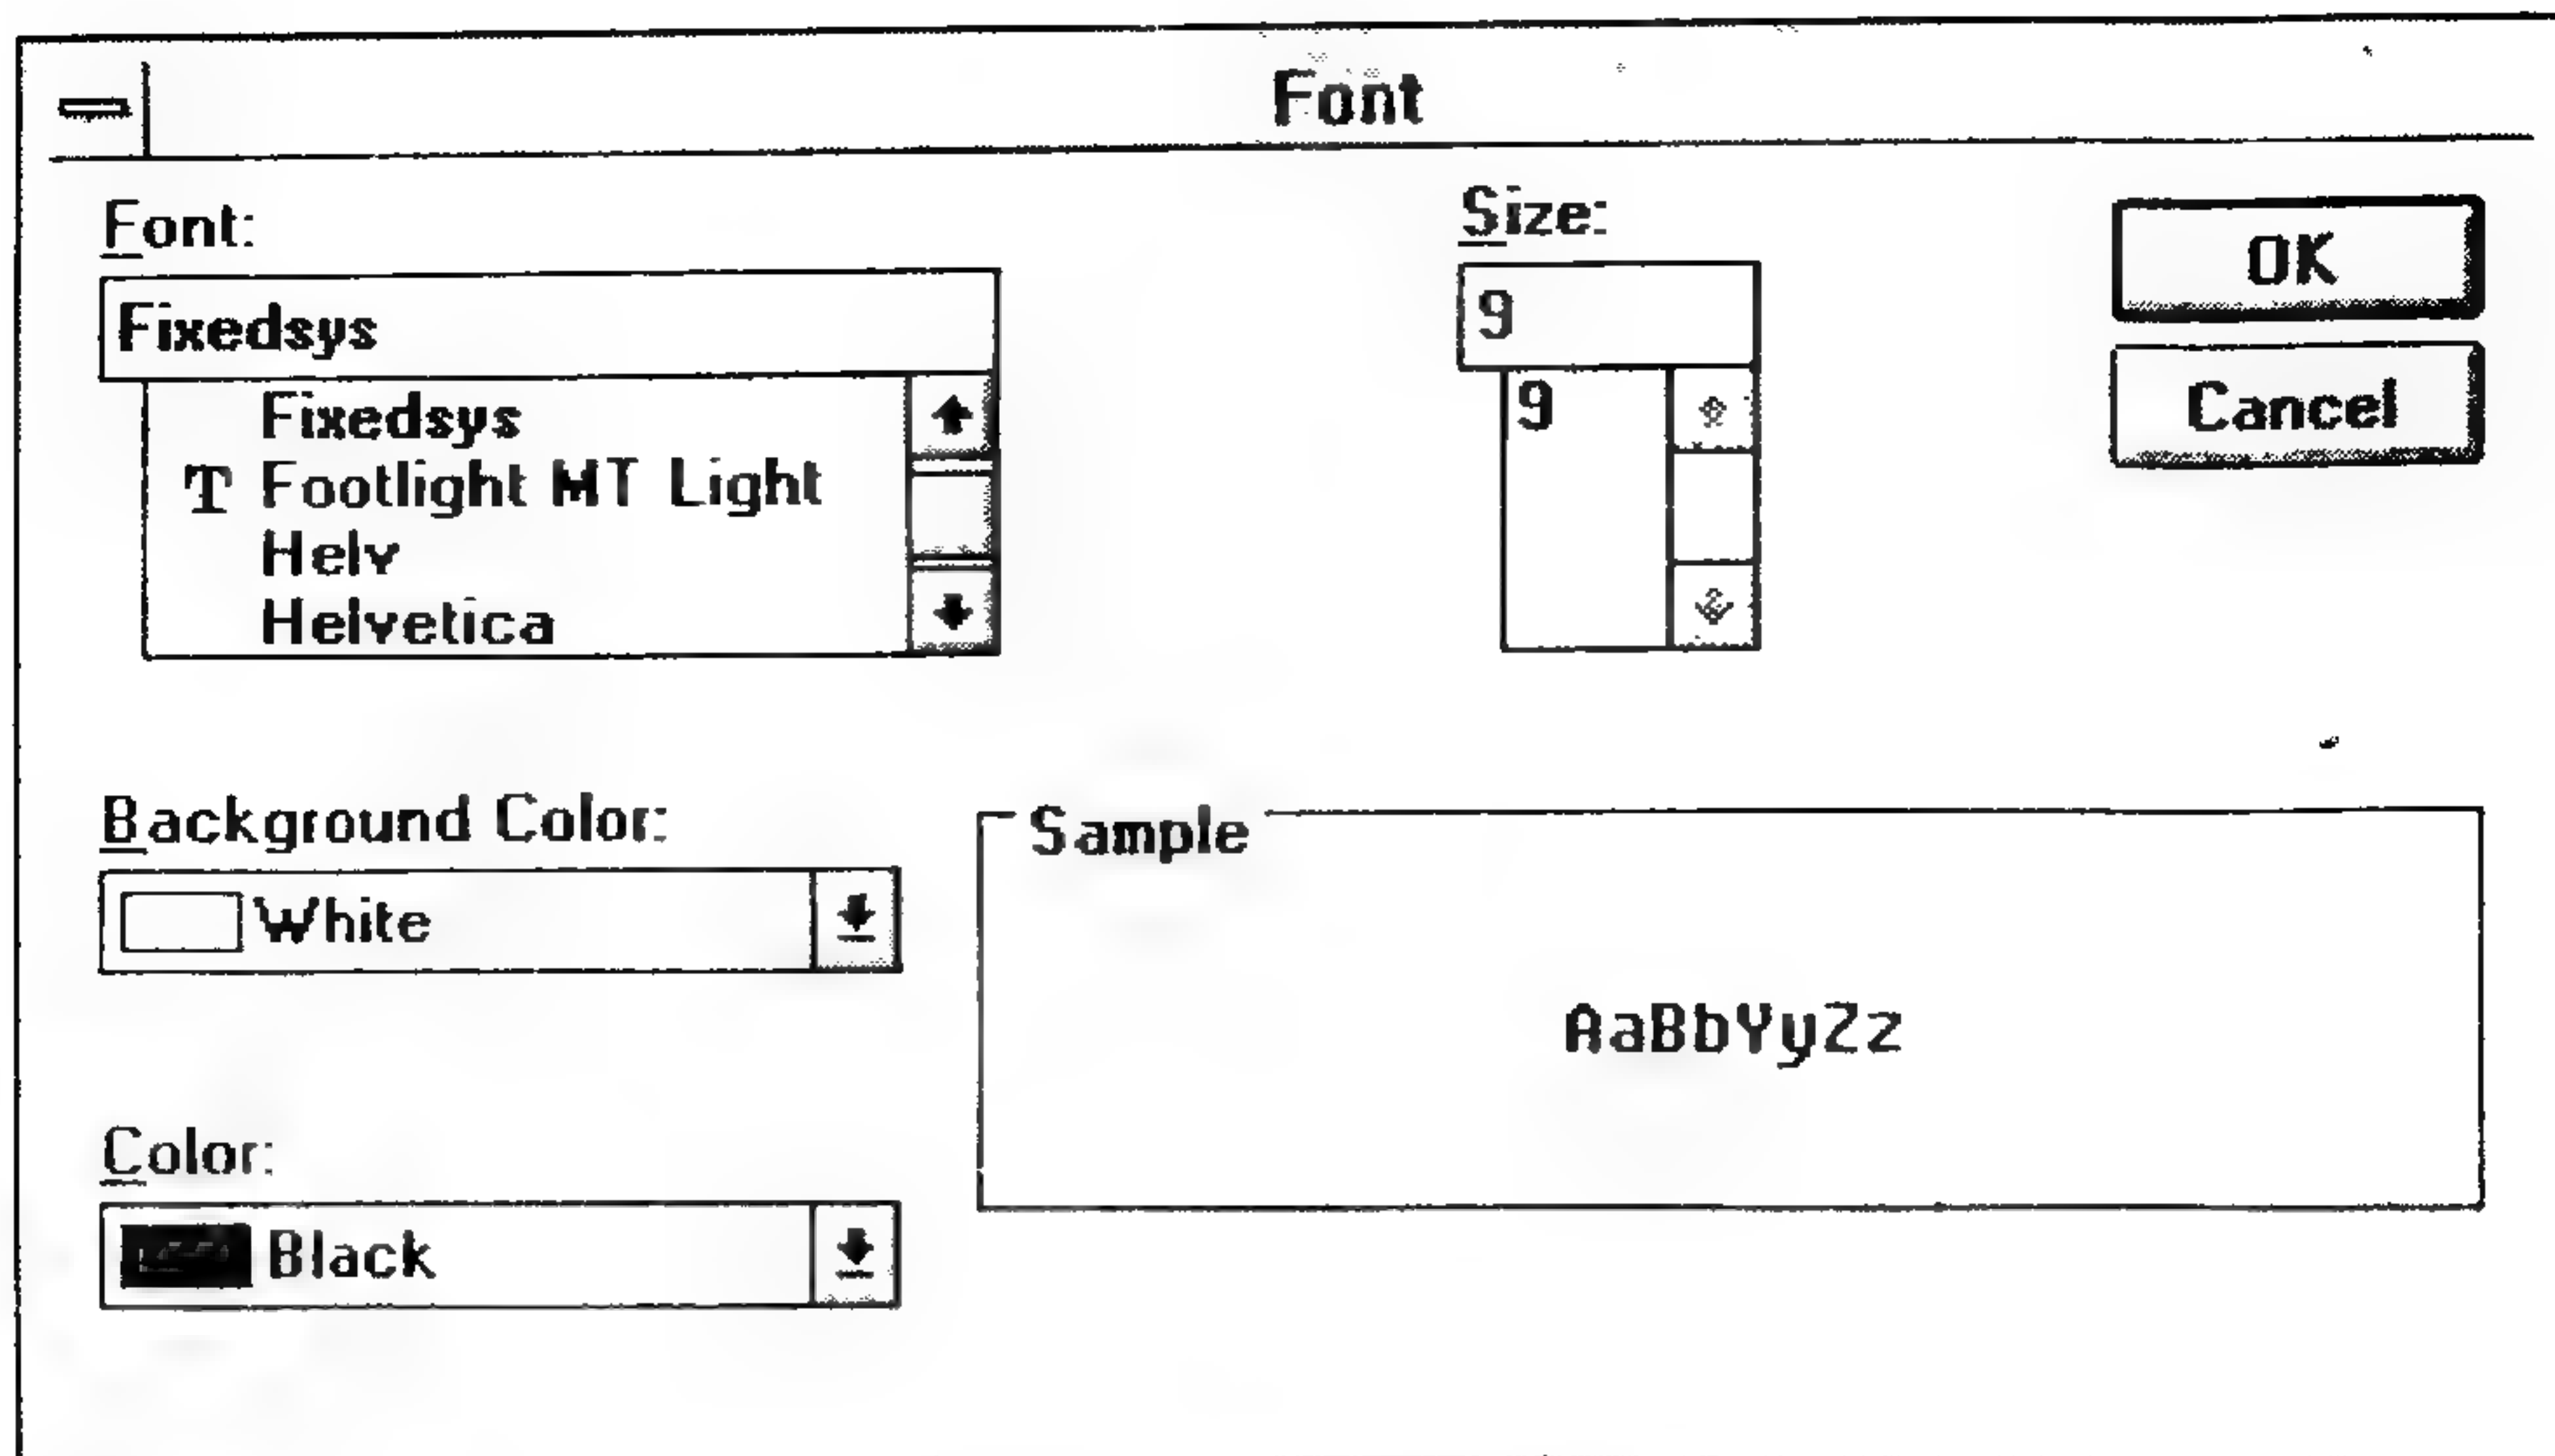 Font
Font:
Fixedsys
Fixedsys
T Footlight MT Light
Helv
Helvetica
Size:
9
9
OK
Cancel
Background Color:
White
Sample
AaBbYyZz
Color:
Black